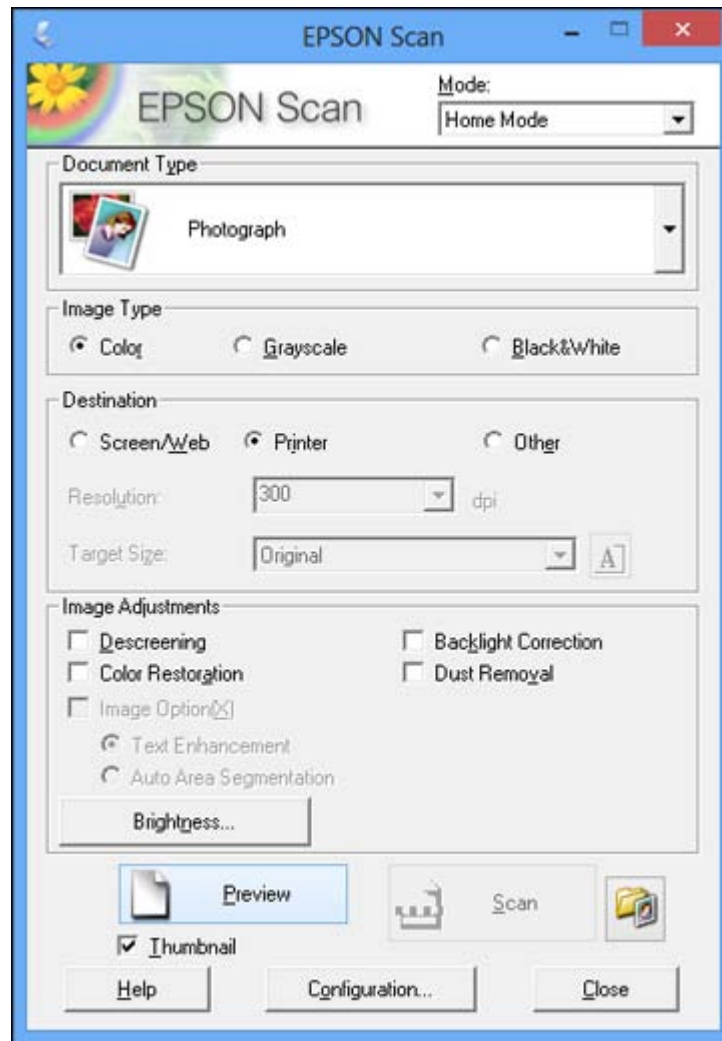 EPSON Scan
EPSON Scan
Mode:
Home Mode
Document Type
Photograph
Image Type
Color Grayscale Black&White
Destination
Screen/Web Printer Other
Resolution: 300 dpi
Target Size: Original A
Image Adjustments
Descreening Backlight Correction
Color Restoration Dust Removal
Image Option(X)
Text Enhancement
Auto Area Segmentation
Brightness...
Preview Scan
Thumbnail
Help Configuration... Close